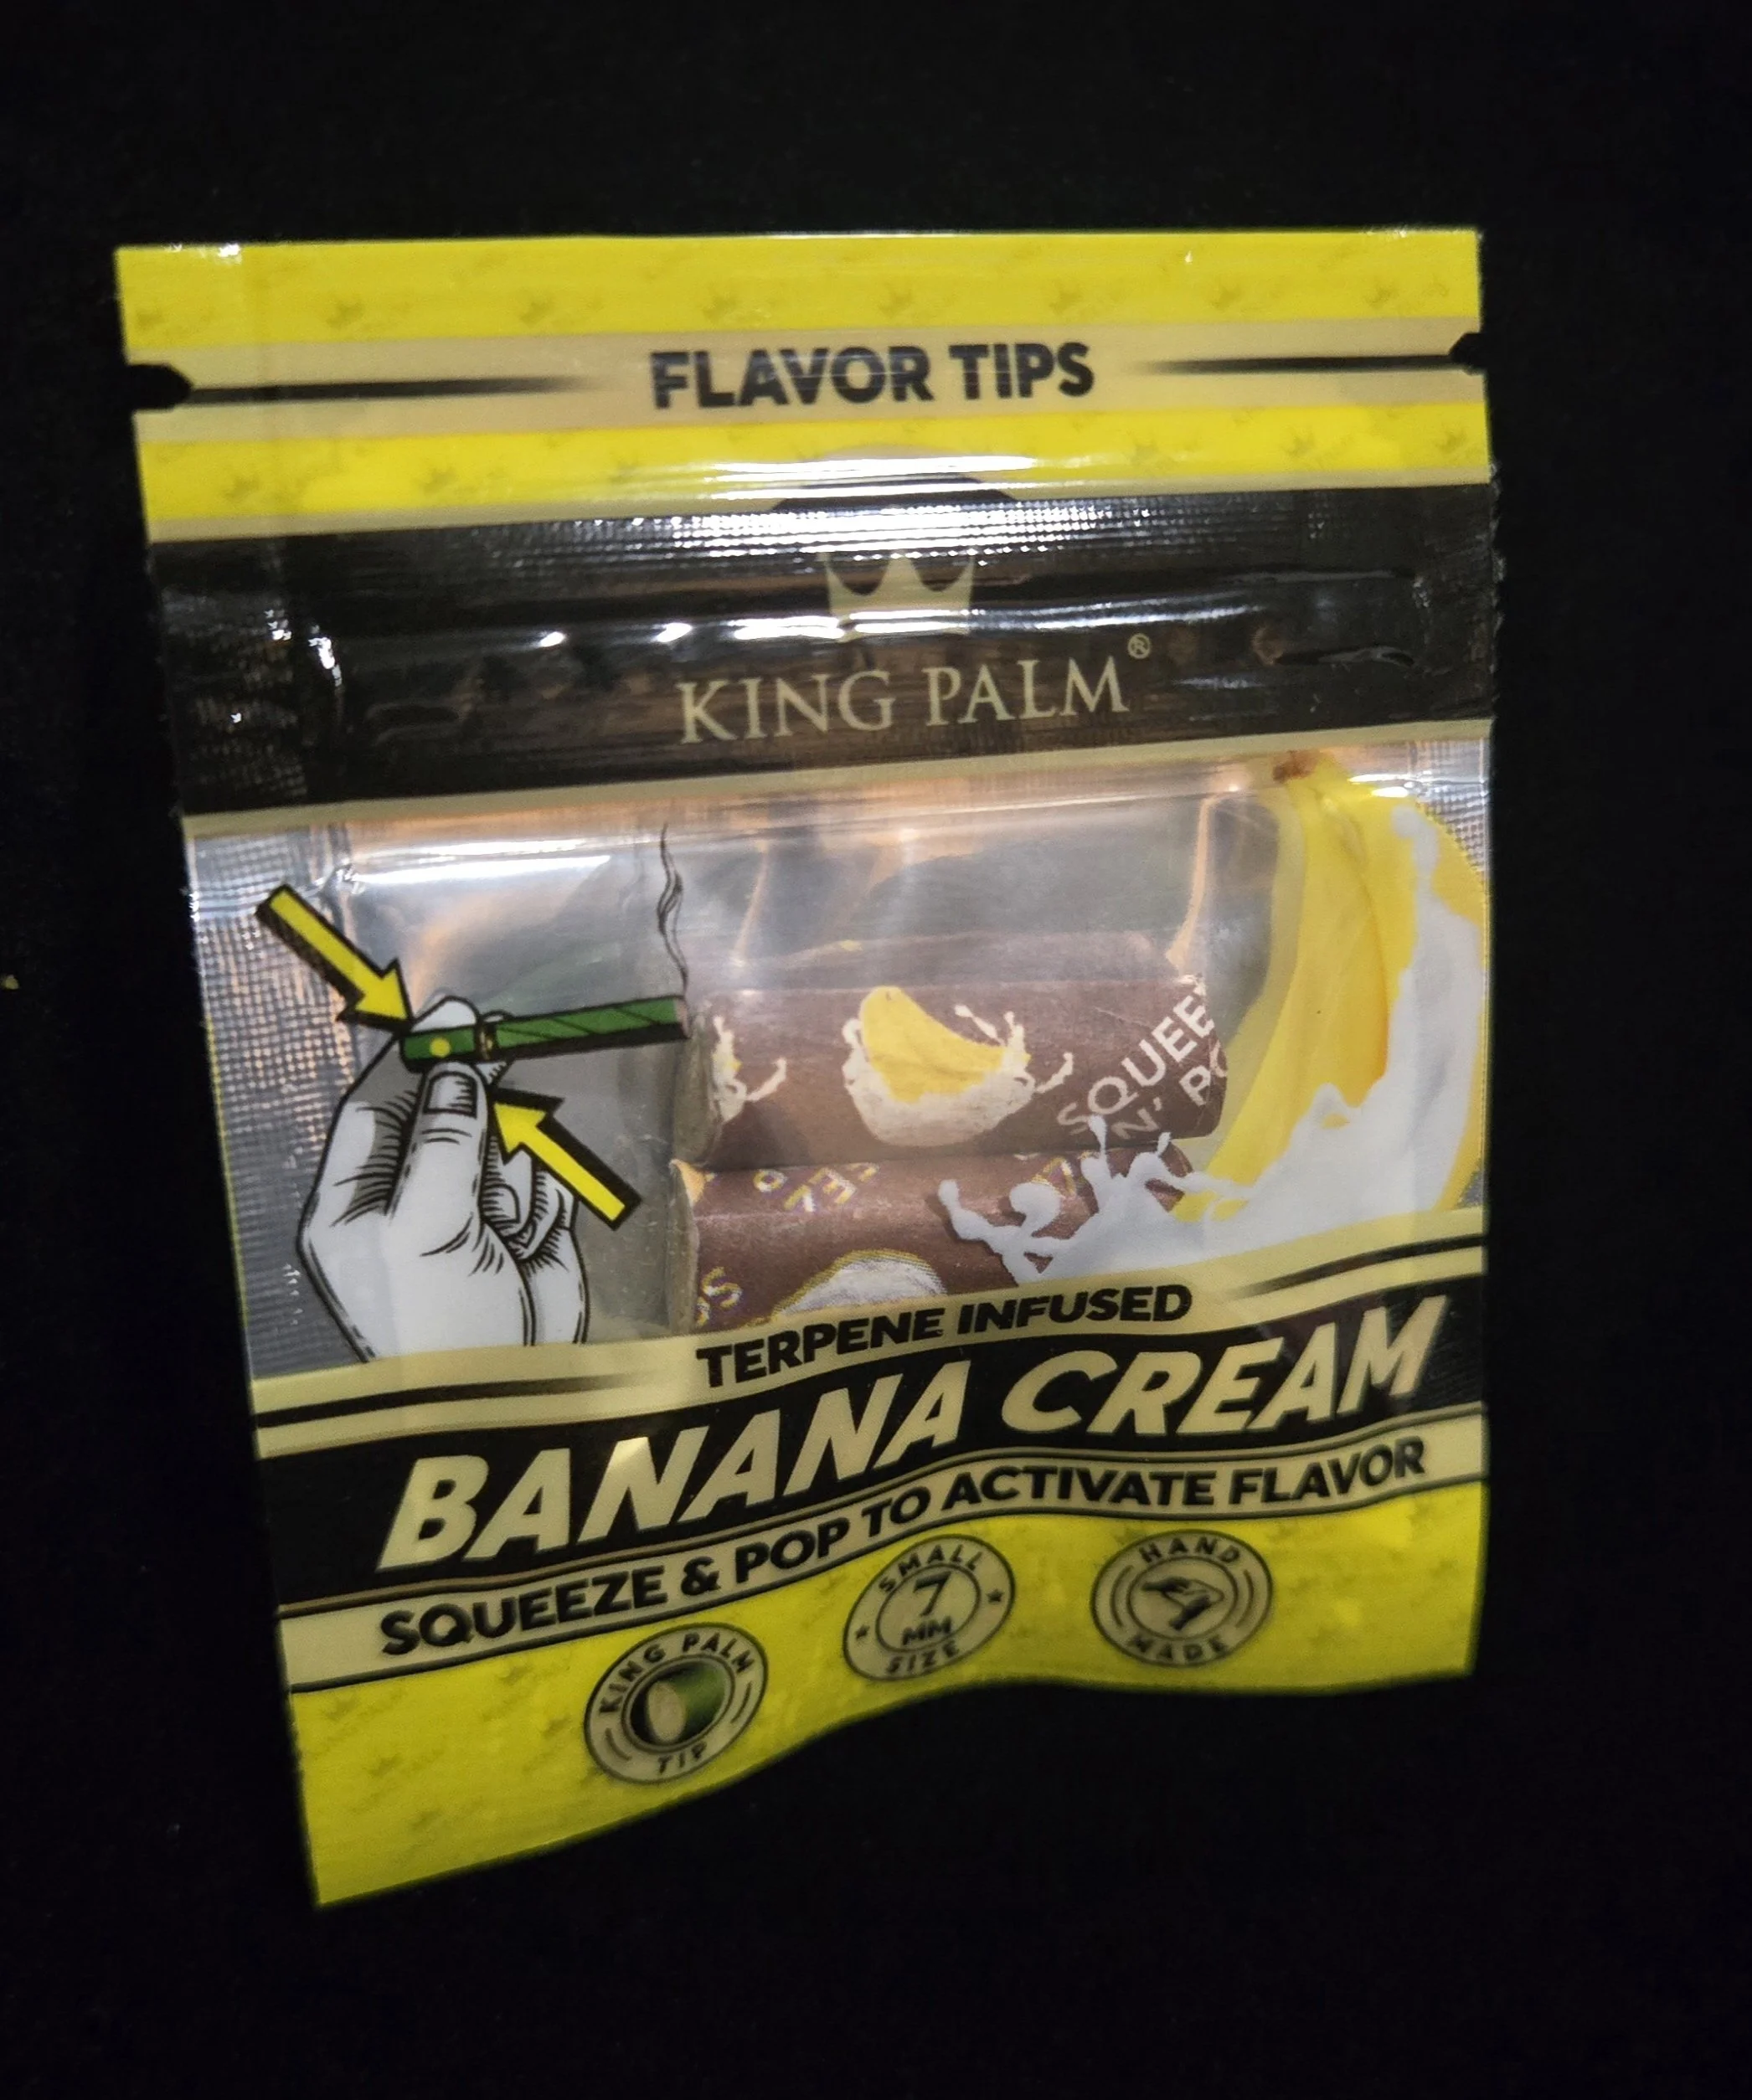 FLAVOR TIPS
KING PALM®
SQUEEZE
N'
TERPENE INFUSED
BANANA CREAM
SQUEEZE & POP TO ACTIVATE FLAVOR
KING PALM
TIP
SMALL
7
MM
SIZE
HAND
MADE